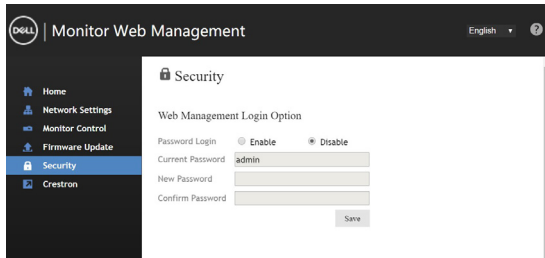 DELL | Monitor Web Management
English
?
Home
Network Settings
Monitor Control
Firmware Update
Security
Crestron
Security
Web Management Login Option
Password Login Enable Disable
Current Password admin
New Password
Confirm Password
Save